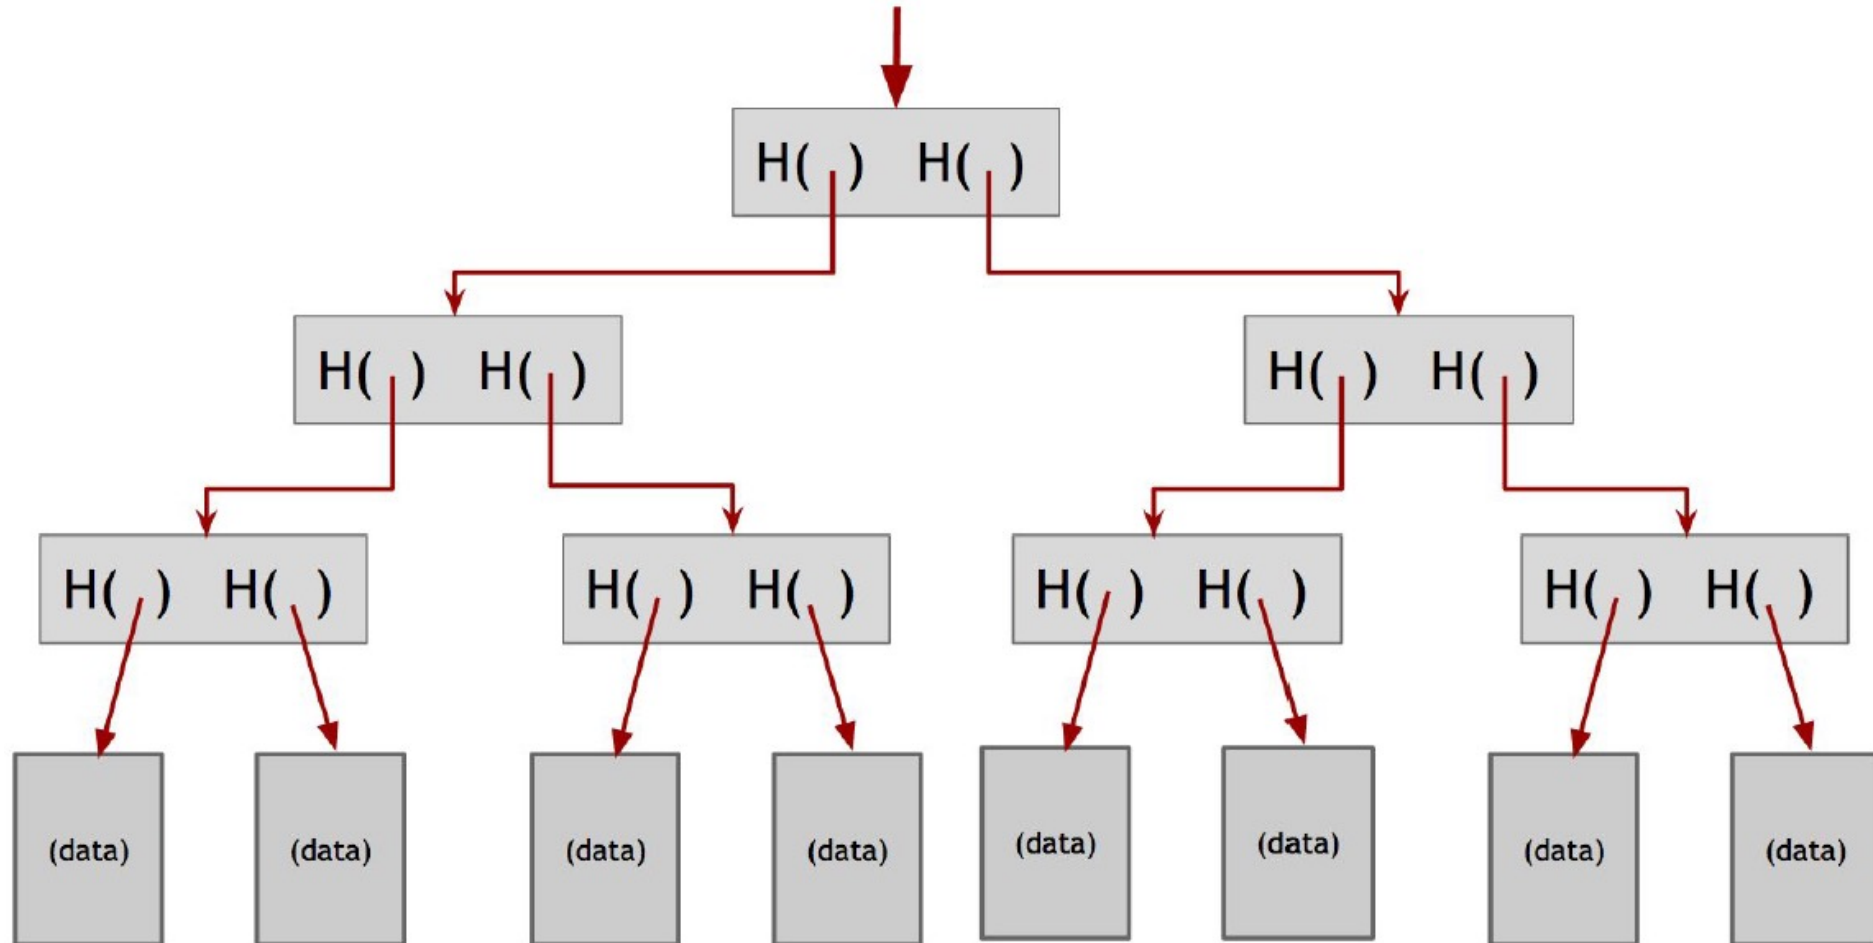 H( ) H( )
H( ) H( ) H( ) H( )
H( ) H( ) H( ) H( ) H( ) H( ) H( ) H( )
(data) (data) (data) (data) (data) (data) (data) (data)